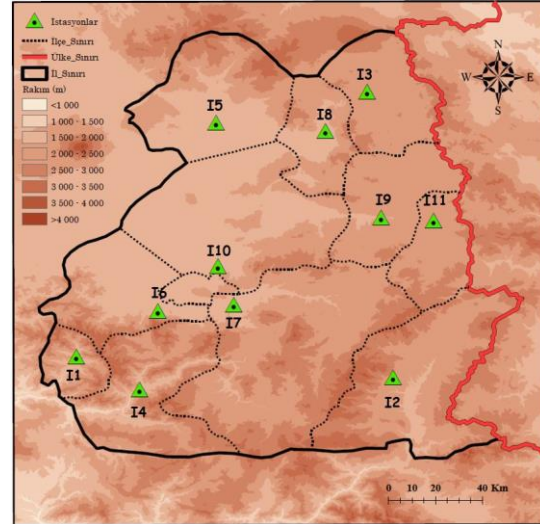 İstasyonlar
İlçe_Sınırı
Ülke_Sınırı
İl_Sınırı
Rakım (m)
<1 000
1 000 - 1 500
1 500 - 2 000
2 000 - 2 500
2 500 - 3 000
3 000 - 3 500
3 500 - 4 000
>4 000
N
W
E
S
I3
I5
I8
I9
I11
I10
I6
I7
I1
I4
I2
0 10 20 40 Km